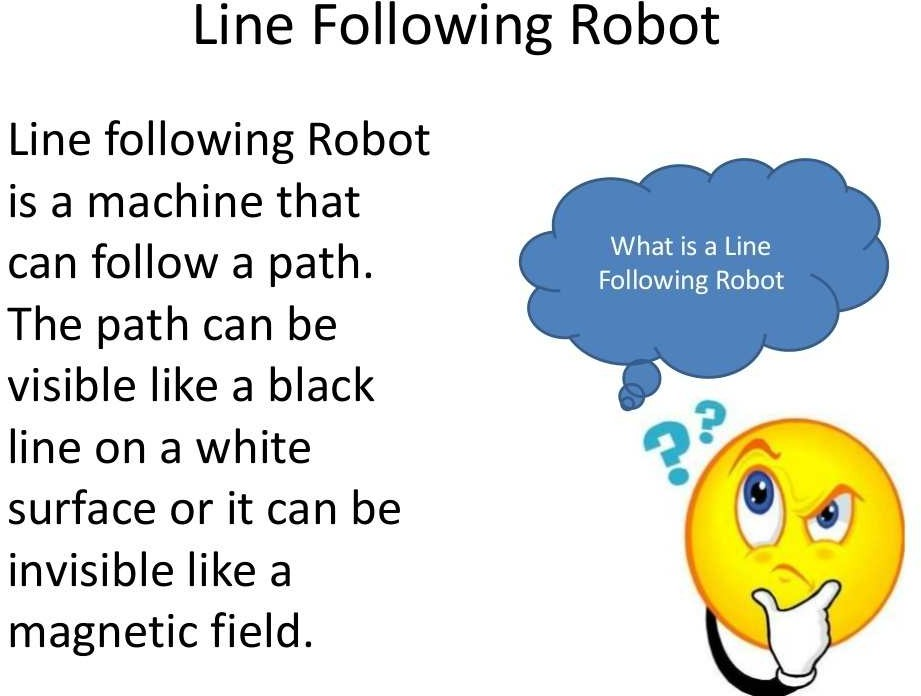 Line Following Robot
Line following Robot
is a machine that
can follow a path.
The path can be
visible like a black
line on a white
surface or it can be
invisible like a
magnetic field.
What is a Line
Following Robot
??